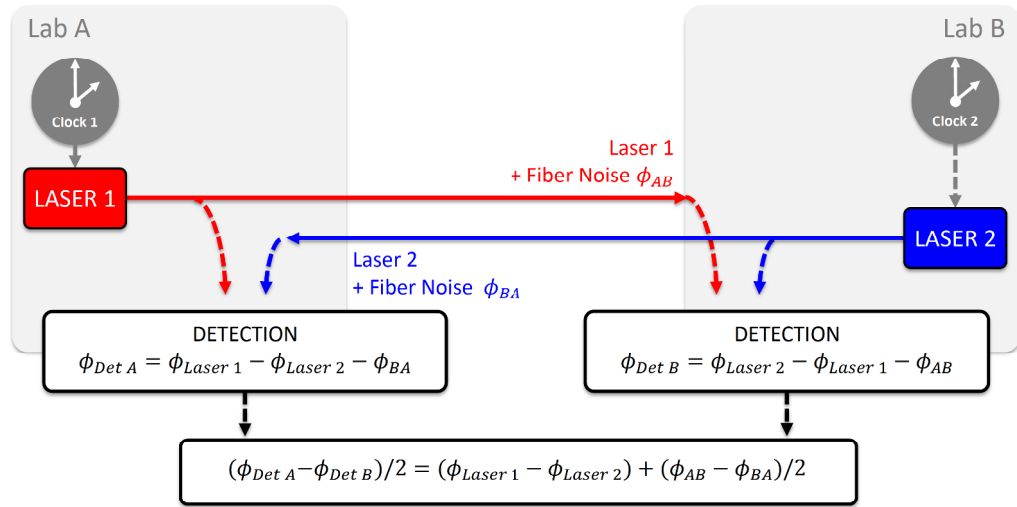 Lab A
Lab B
Clock 1
Clock 2
Laser 1
+ Fiber Noise ϕ_AB
LASER 1
LASER 2
Laser 2
+ Fiber Noise ϕ_BA
DETECTION
ϕ_Det A = ϕ_Laser 1 − ϕ_Laser 2 − ϕ_BA
DETECTION
ϕ_Det B = ϕ_Laser 2 − ϕ_Laser 1 − ϕ_AB
(ϕ_Det A − ϕ_Det B)/2 = (ϕ_Laser 1 − ϕ_Laser 2) + (ϕ_AB − ϕ_BA)/2